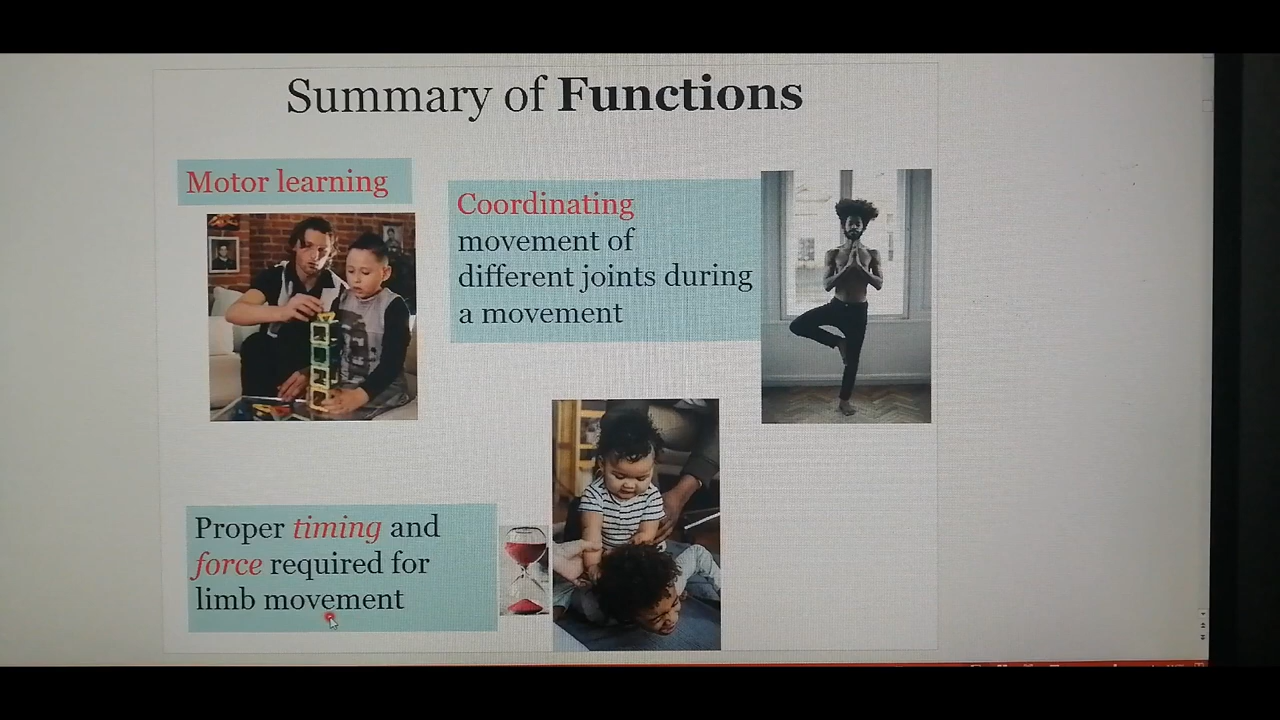 Summary of Functions
Motor learning
Coordinating
movement of
different joints during
a movement
Proper timing and
force required for
limb movement